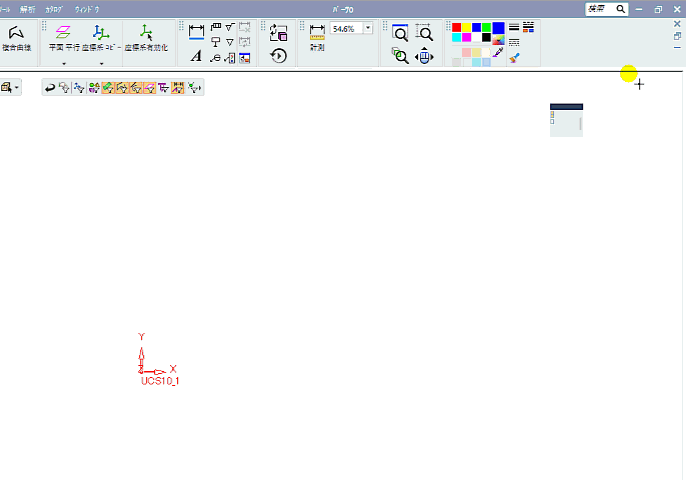 ール 解析 カタログ ウィンドウ パーク0 検索
複合曲線 平面 平行 座標系 コピー 座標系有効化 計測 54.6%
A
Y
Z X
UCS10_1